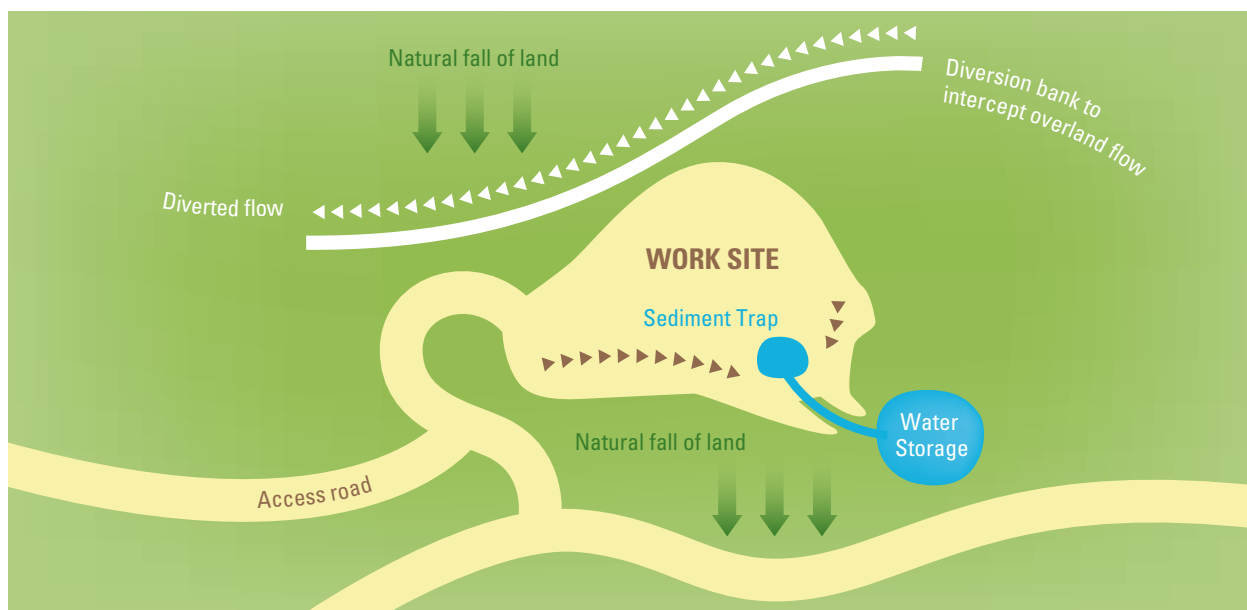 Natural fall of land
Diversion bank to
intercept overland flow
Diverted flow
WORK SITE
Sediment Trap
Water
Storage
Natural fall of land
Access road